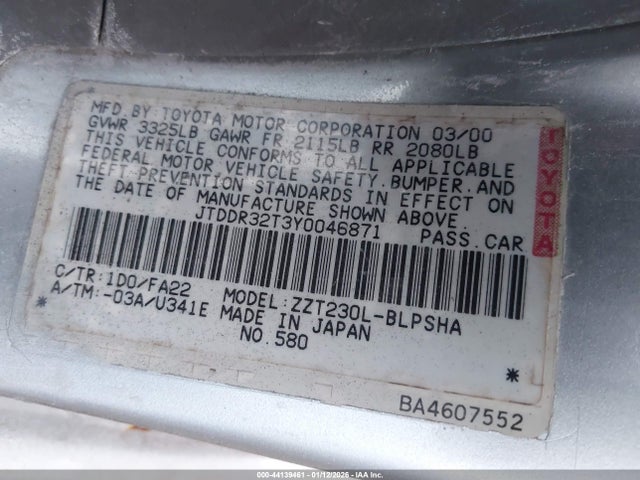 MFD. BY TOYOTA MOTOR CORPORATION 03/00
GVWR 3325LB GAWR FR 2115LB RR 2080LB
THIS VEHICLE CONFORMS TO ALL APPLICABLE
FEDERAL MOTOR VEHICLE SAFETY, BUMPER, AND
THEFT PREVENTION STANDARDS IN EFFECT ON
THE DATE OF MANUFACTURE SHOWN ABOVE.
JTDDR32T3Y0046871 PASS. CAR
TOYOTA
C/TR: 1D0/FA22 MODEL: ZZT230L-BLPSHA
A/TM: -03A/U341E MADE IN JAPAN
* NO. 580 *
BA4607552
000-44139461 - 01/12/2026 - IAA Inc.